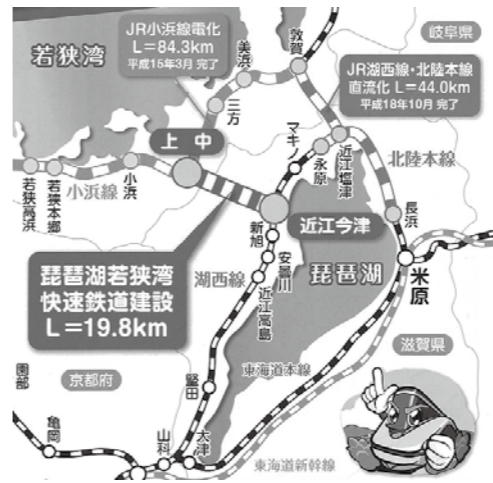 JR小浜線電化
L=84.3km
平成15年3月 完了
若狭湾
美浜
敦賀
岐阜県
JR湖西線・北陸本線
直流化 L=44.0km
平成18年10月 完了
三方
上中
マキノ
永原
近江塩津
北陸本線
若狭高浜
若狭本郷
小浜線
小浜
近江今津
長浜
新旭
琵琶湖若狭湾
快速鉄道建設
L=19.8km
湖西線
安曇川
近江高島
琵琶湖
米原
滋賀県
園部
京都府
堅田
東海道本線
亀岡
山科
大津
東海道新幹線